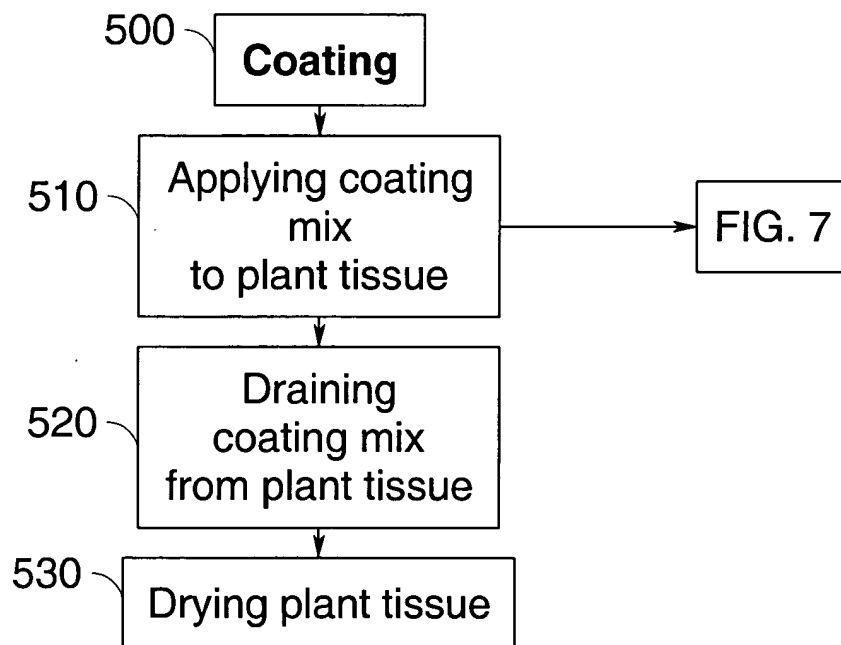 500
Coating
510
Applying coating
mix
to plant tissue
FIG. 7
520
Draining
coating mix
from plant tissue
530
Drying plant tissue